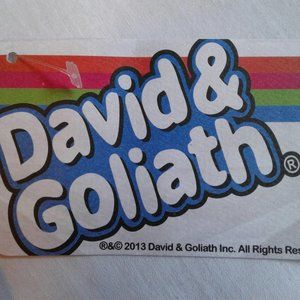 David &
Goliath®
®&© 2013 David & Goliath Inc. All Rights Res